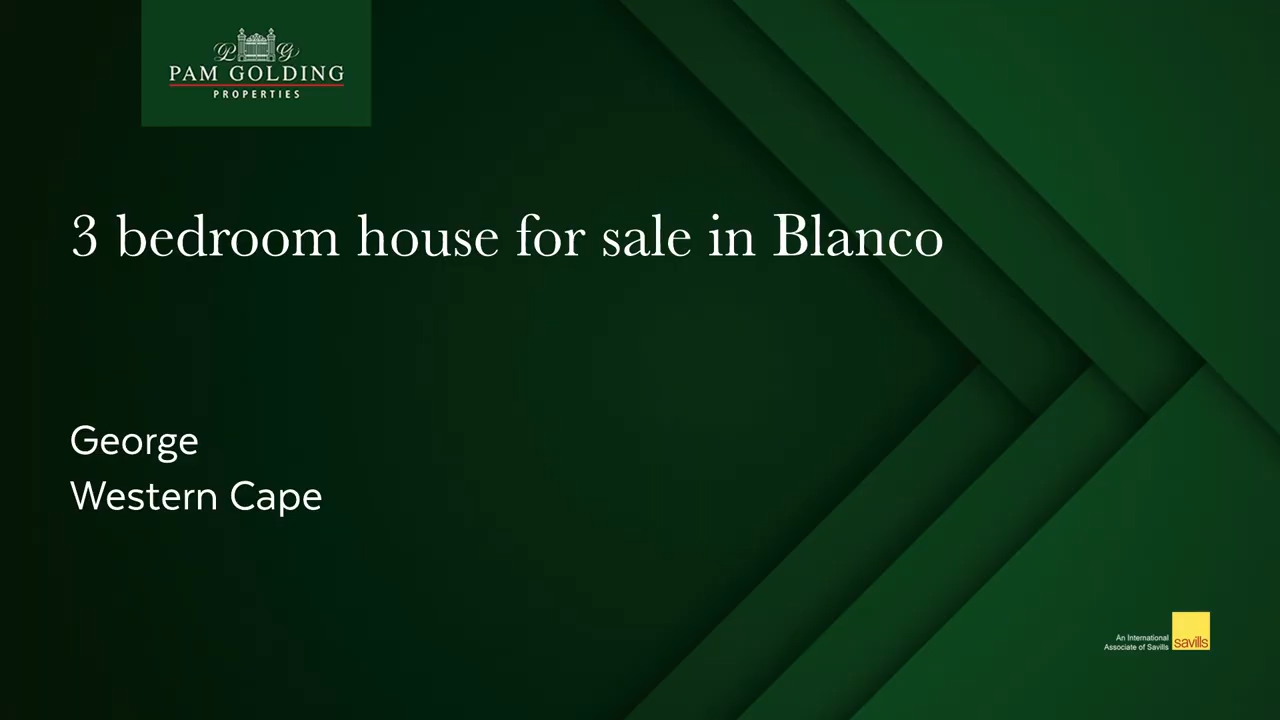 P G
PAM GOLDING
PROPERTIES
3 bedroom house for sale in Blanco
George
Western Cape
An International
Associate of Savills
savills